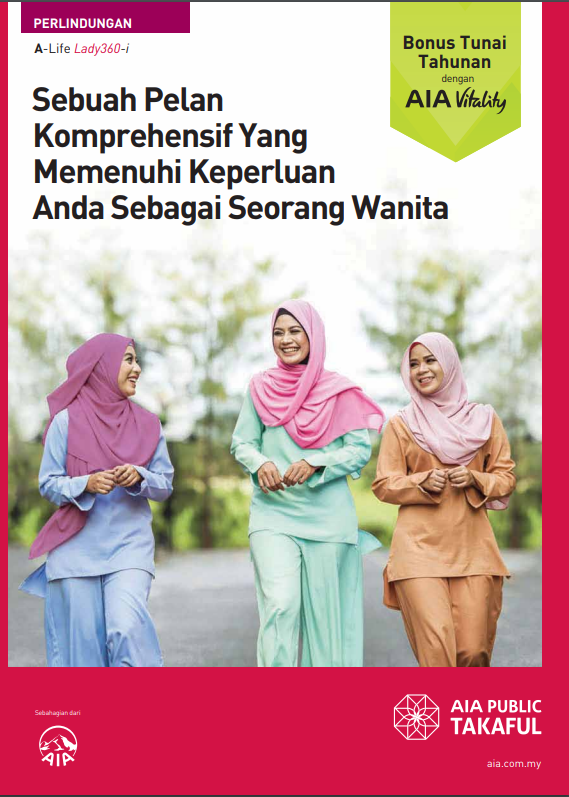 PERLINDUNGAN
A-Life Lady360-i
Bonus Tunai
Tahunan
dengan
AIA Vitality
Sebuah Pelan
Komprehensif Yang
Memenuhi Keperluan
Anda Sebagai Seorang Wanita
Sebahagian dari
AIA
AIA PUBLIC
TAKAFUL
aia.com.my